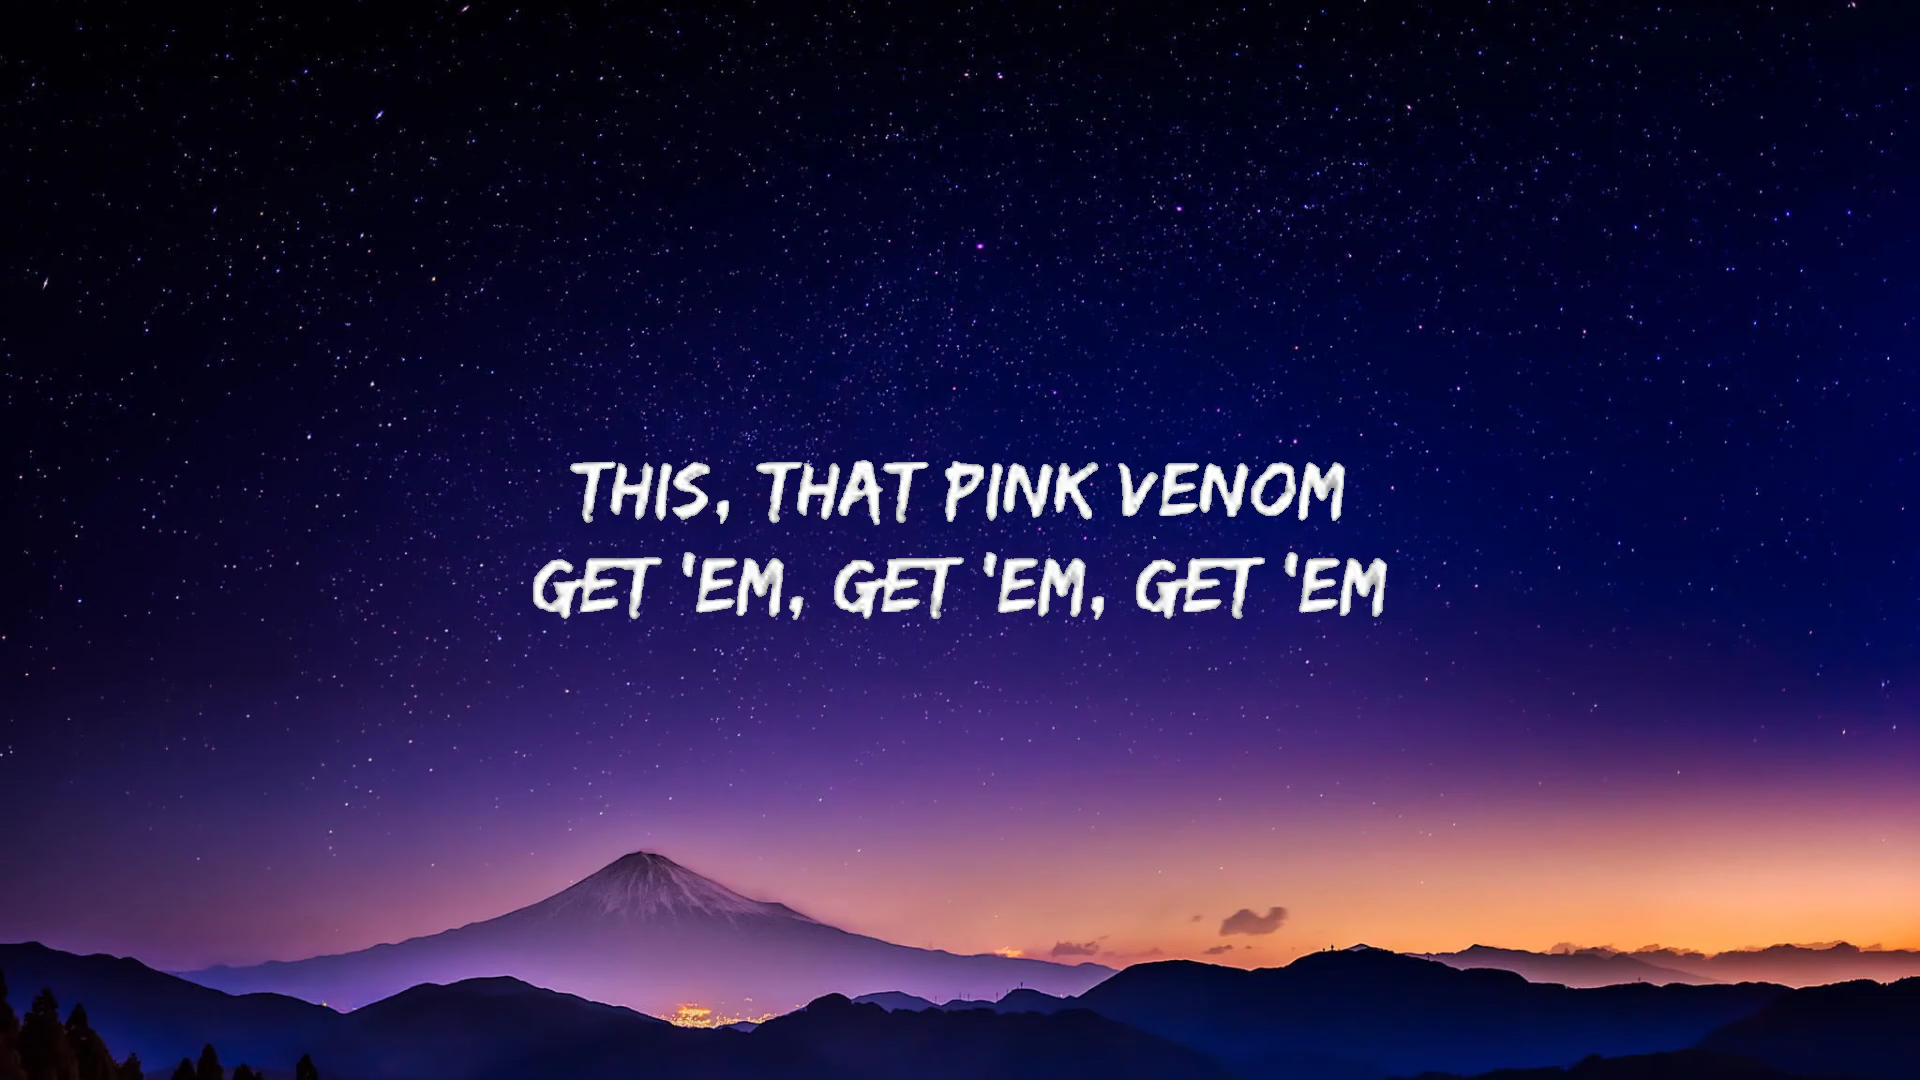 THIS, THAT PINK VENOM
GET 'EM, GET 'EM, GET 'EM